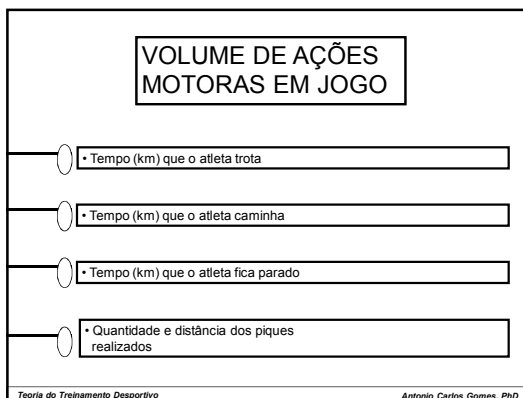 VOLUME DE AÇÕES
MOTORAS EM JOGO
• Tempo (km) que o atleta trota
• Tempo (km) que o atleta caminha
• Tempo (km) que o atleta fica parado
• Quantidade e distância dos piques
realizados
Teoria do Treinamento Desportivo
Antonio Carlos Gomes, PhD